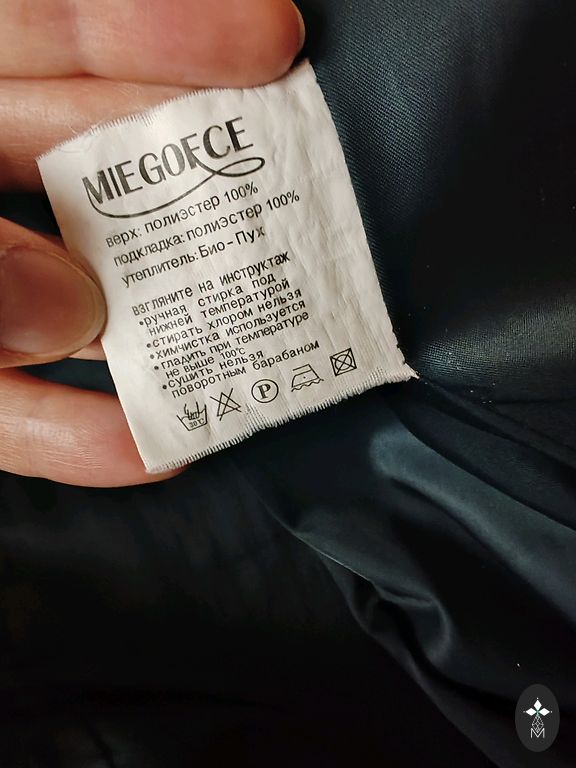 MIEGOFCE
верх: полиэстер 100%
подкладка: полиэстер 100%
утеплитель: Био-Пух
взгляните на инструктаж
•ручная стирка под
нижней температурой
•стирать хлором нельзя
•химчистка используется
•гладить при температуре
не выше 100℃
•сушить нельзя
поворотным барабаном
30℃
P
M